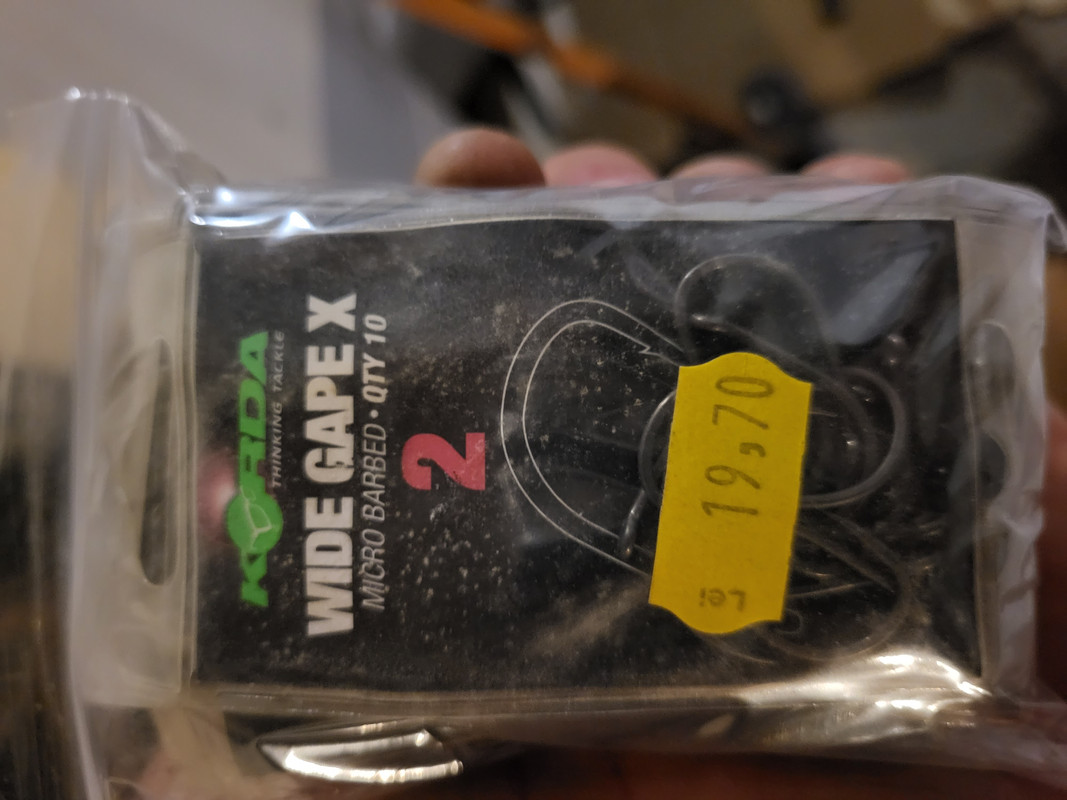 KORDA
THINKING TACKLE
WIDE GAPE X
MICRO BARBED • QTY 10
2
19,70
Lei